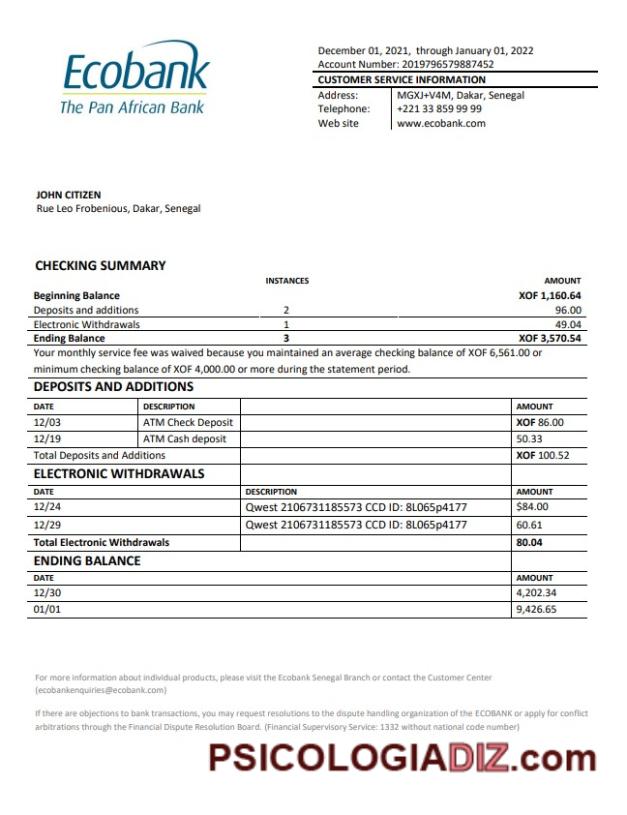 Ecobank
The Pan African Bank
December 01, 2021, through January 01, 2022
Account Number: 2019796579887452
CUSTOMER SERVICE INFORMATION
Address: MGXJ+V4M, Dakar, Senegal
Telephone: +221 33 859 99 99
Web site www.ecobank.com
JOHN CITIZEN
Rue Leo Frobenious, Dakar, Senegal
CHECKING SUMMARY
INSTANCES AMOUNT
Beginning Balance XOF 1,160.64
Deposits and additions 2 96.00
Electronic Withdrawals 1 49.04
Ending Balance 3 XOF 3,570.54
Your monthly service fee was waived because you maintained an average checking balance of XOF 6,561.00 or
minimum checking balance of XOF 4,000.00 or more during the statement period.
DEPOSITS AND ADDITIONS
DATE DESCRIPTION AMOUNT
12/03 ATM Check Deposit XOF 86.00
12/19 ATM Cash deposit 50.33
Total Deposits and Additions XOF 100.52
ELECTRONIC WITHDRAWALS
DATE DESCRIPTION AMOUNT
12/24 Qwest 2106731185573 CCD ID: 8L065p4177 $84.00
12/29 Qwest 2106731185573 CCD ID: 8L065p4177 60.61
Total Electronic Withdrawals 80.04
ENDING BALANCE
DATE AMOUNT
12/30 4,202.34
01/01 9,426.65
For more information about individual products, please visit the Ecobank Senegal Branch or contact the Customer Center
(ecobankenquiries@ecobank.com)
If there are objections to bank transactions, you may request resolutions to the dispute handling organization of the ECOBANK or apply for conflict
arbitrations through the Financial Dispute Resolution Board. (Financial Supervisory Service: 1332 without national code number)
PSICOLOGIADIZ.com